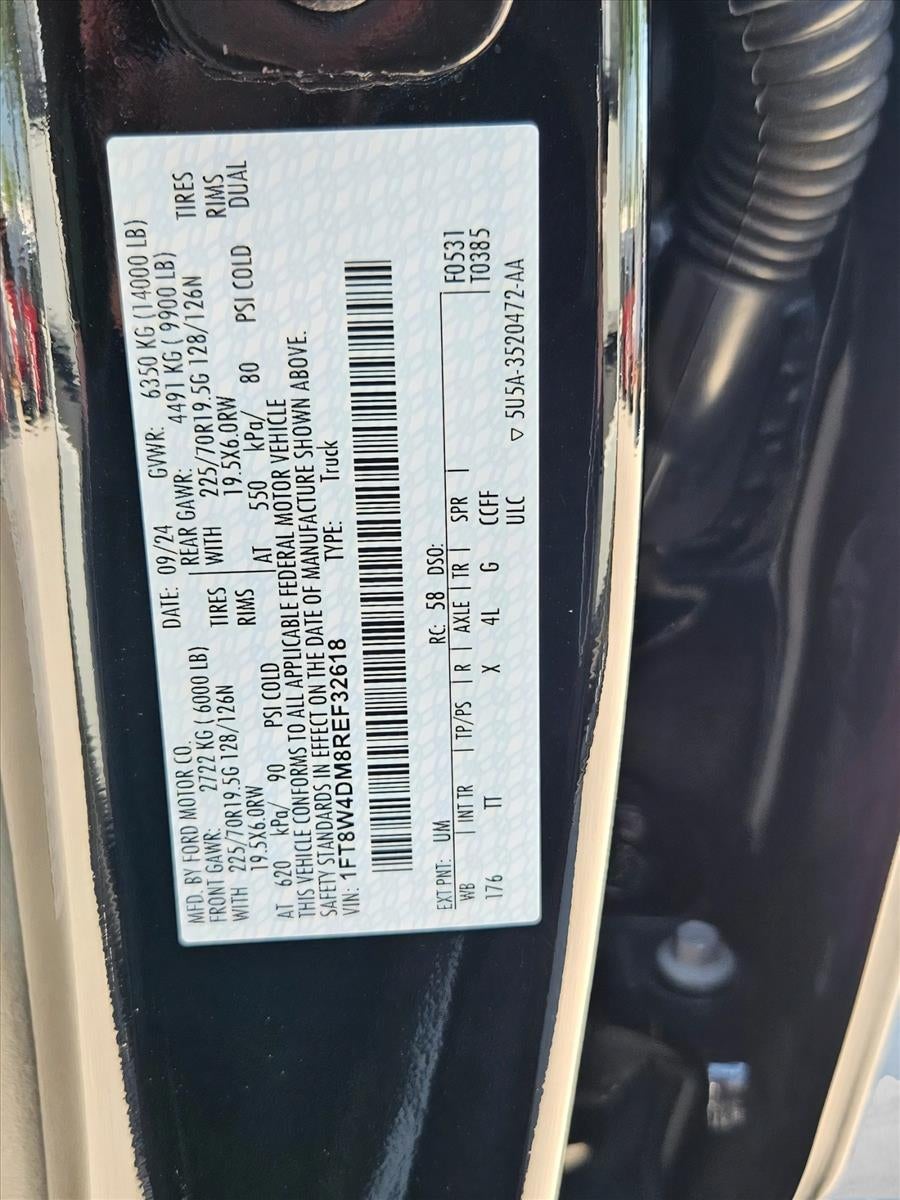 MFD. BY FORD MOTOR CO.
DATE: 09/24 GVWR: 6350 KG (14000 LB)
FRONT GAWR: 2722 KG ( 6000 LB)
REAR GAWR: 4491 KG ( 9900 LB)
WITH 225/70R19.5G 128/126N TIRES
WITH 225/70R19.5G 128/126N TIRES
19.5X6.0RW RIMS
19.5X6.0RW RIMS
AT 620 kPa/ 90 PSI COLD
AT 550 kPa/ 80 PSI COLD DUAL
THIS VEHICLE CONFORMS TO ALL APPLICABLE FEDERAL MOTOR VEHICLE
SAFETY STANDARDS IN EFFECT ON THE DATE OF MANUFACTURE SHOWN ABOVE.
VIN: 1FT8W4DM8REF32618 TYPE: Truck
EXT PNT: UM RC: 58 DSO: F0531
WB | INT TR | TP/PS | R | AXLE | TR | SPR | T0385
176 TT X 4L G CCFF
ULC ▽ 5U5A-3520472-AA